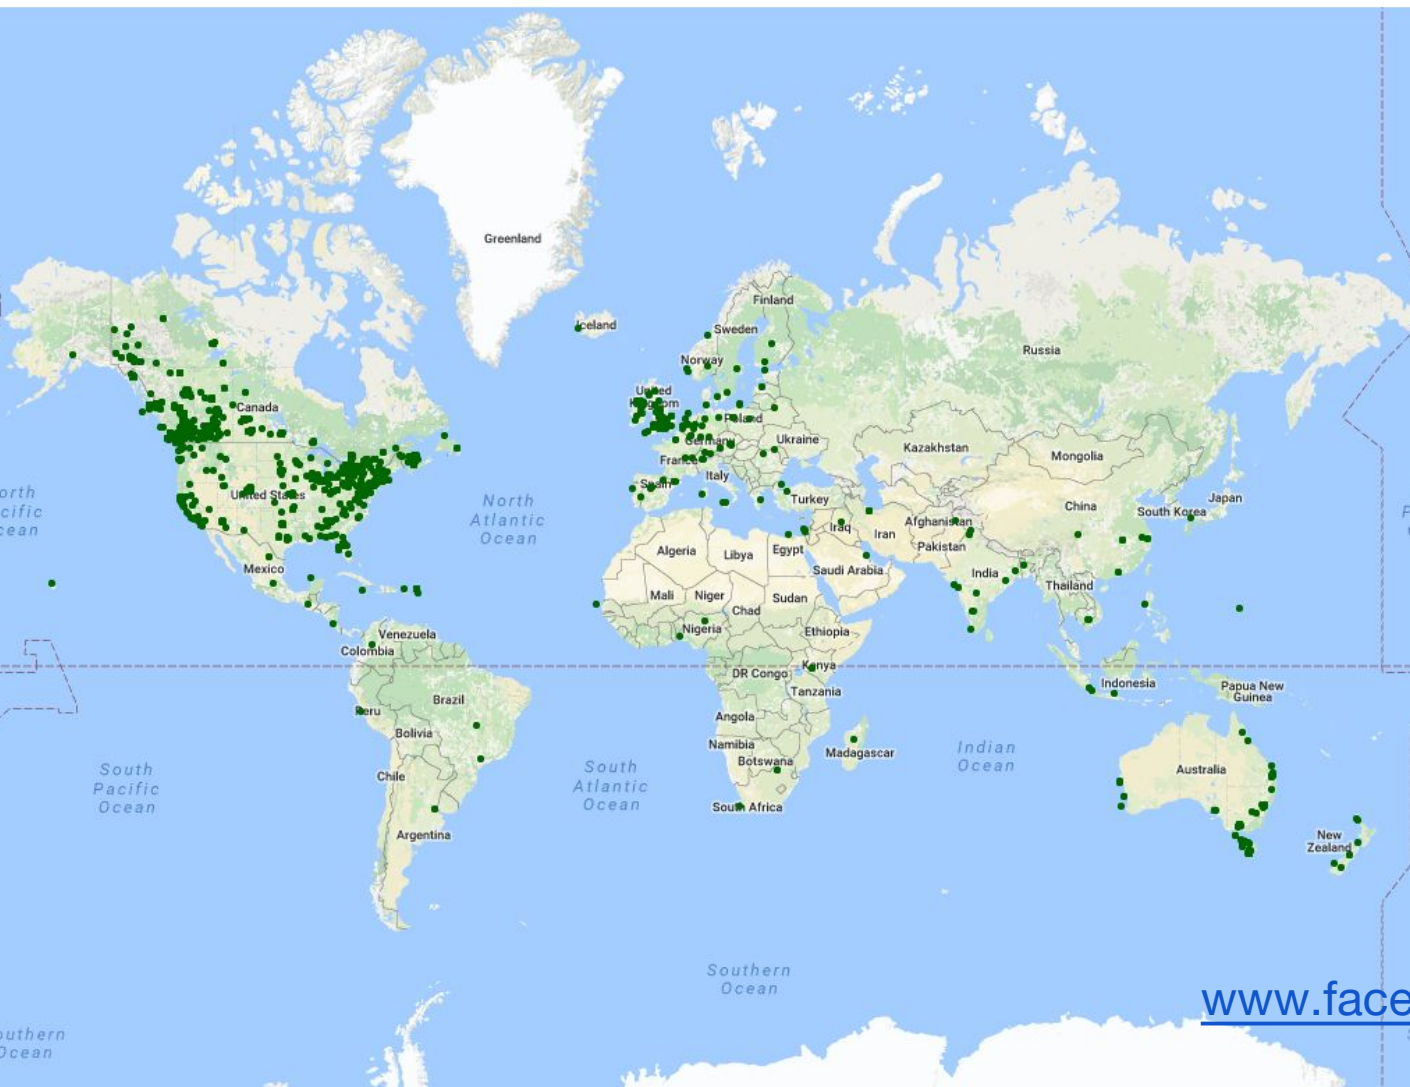 Greenland
Iceland
Finland
Sweden
Norway
Russia
United
Kingdom
Canada
Poland
Germany
Ukraine
Kazakhstan
Mongolia
France
Italy
Spain
Turkey
United States
North
Atlantic
Ocean
China
Japan
South Korea
Afghanistan
Iraq
Iran
Pakistan
Algeria
Libya
Egypt
Saudi Arabia
India
Thailand
Mexico
Mali
Niger
Sudan
Chad
Nigeria
Ethiopia
Venezuela
Colombia
DR Congo
Kenya
Tanzania
Indonesia
Papua New
Guinea
Brazil
Peru
Bolivia
Angola
Namibia
Botswana
Madagascar
Indian
Ocean
Australia
South
Pacific
Ocean
Chile
South
Atlantic
Ocean
South Africa
Argentina
New
Zealand
Southern
Ocean
www.face
orth
cific
cean
outhern
Ocean